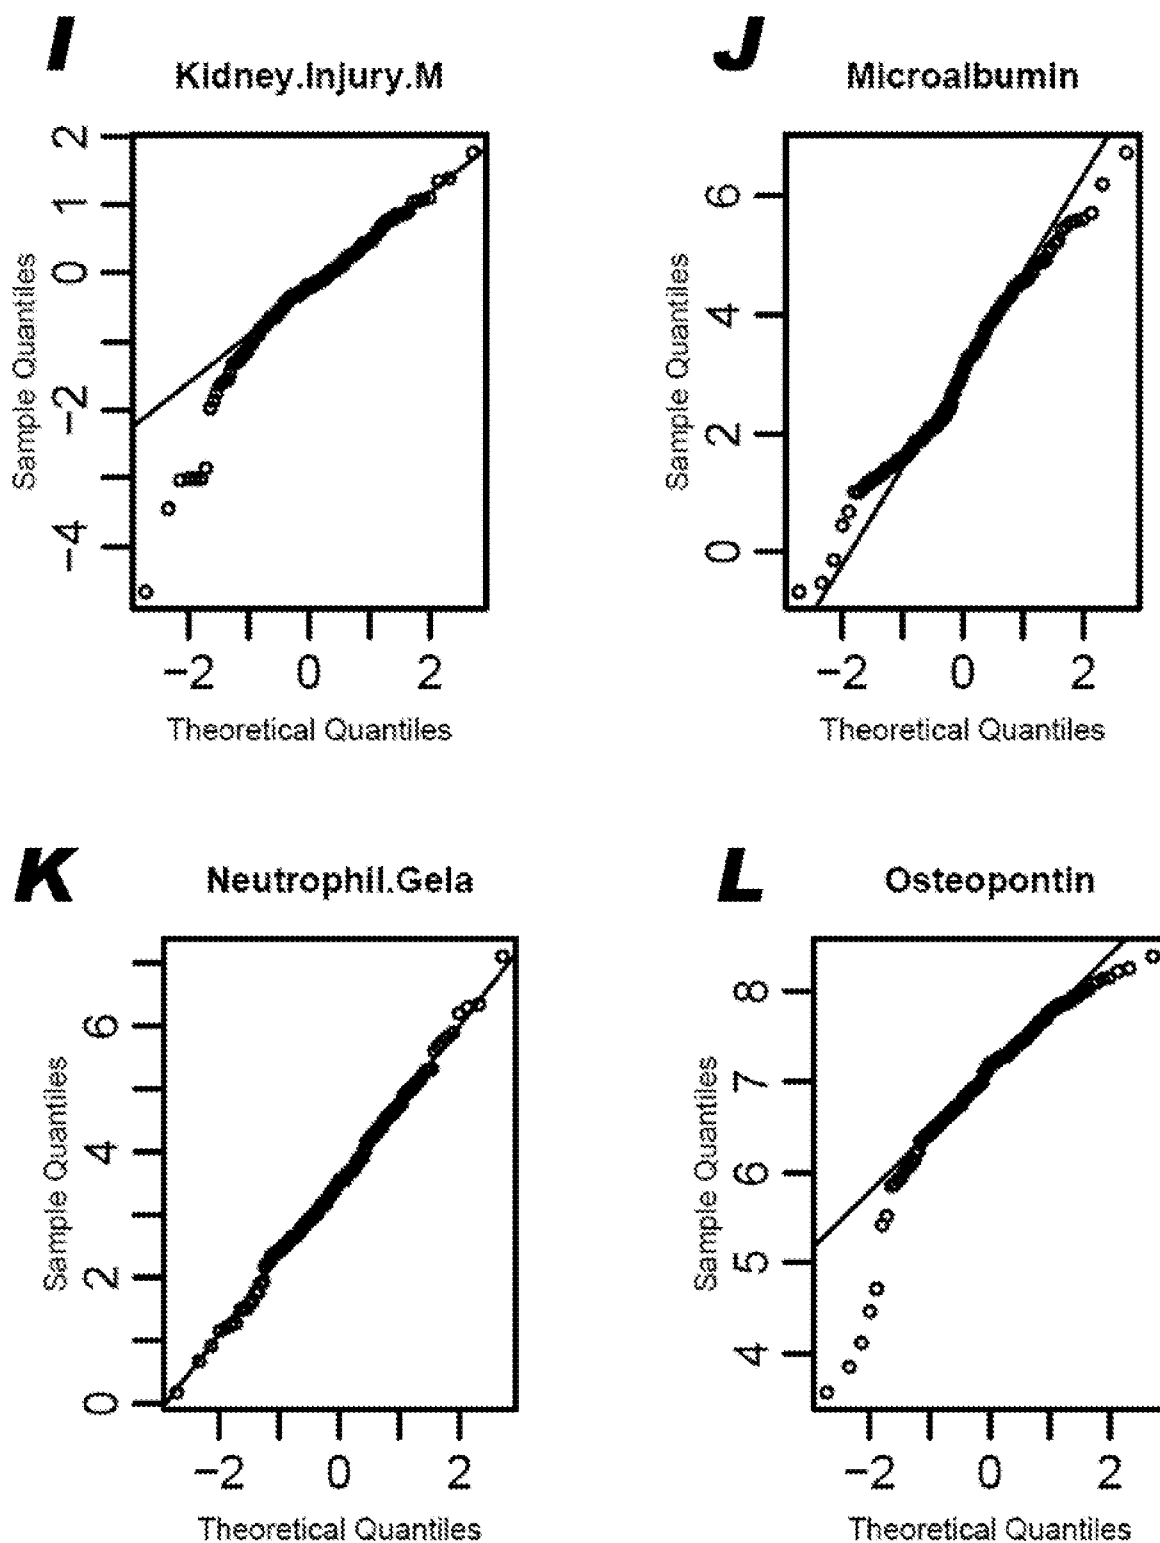 I
Kidney.Injury.M
2
1
0
−2
−4
Sample Quantiles
−2 0 2
Theoretical Quantiles
J
Microalbumin
6
4
2
0
Sample Quantiles
−2 0 2
Theoretical Quantiles
K
Neutrophil.Gela
6
4
2
0
Sample Quantiles
−2 0 2
Theoretical Quantiles
L
Osteopontin
8
7
6
5
4
Sample Quantiles
−2 0 2
Theoretical Quantiles